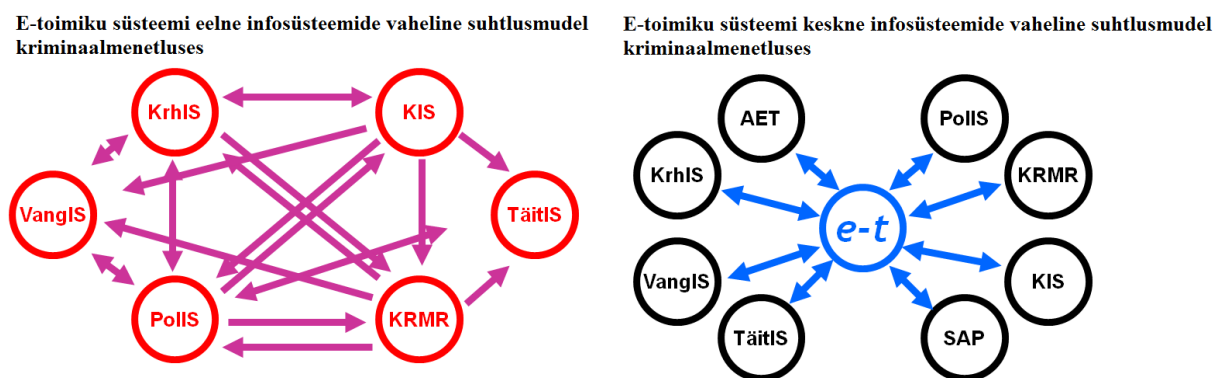 E-toimiku süsteemi eelne infosüsteemide vaheline suhtlusmudel
kriminaalmenetluses
KrhIS
KIS
VangIS
TäitIS
PolIS
KRMR
E-toimiku süsteemi keskne infosüsteemide vaheline suhtlusmudel
kriminaalmenetluses
AET
PolIS
KrhIS
KRMR
e-t
VangIS
KIS
TäitIS
SAP